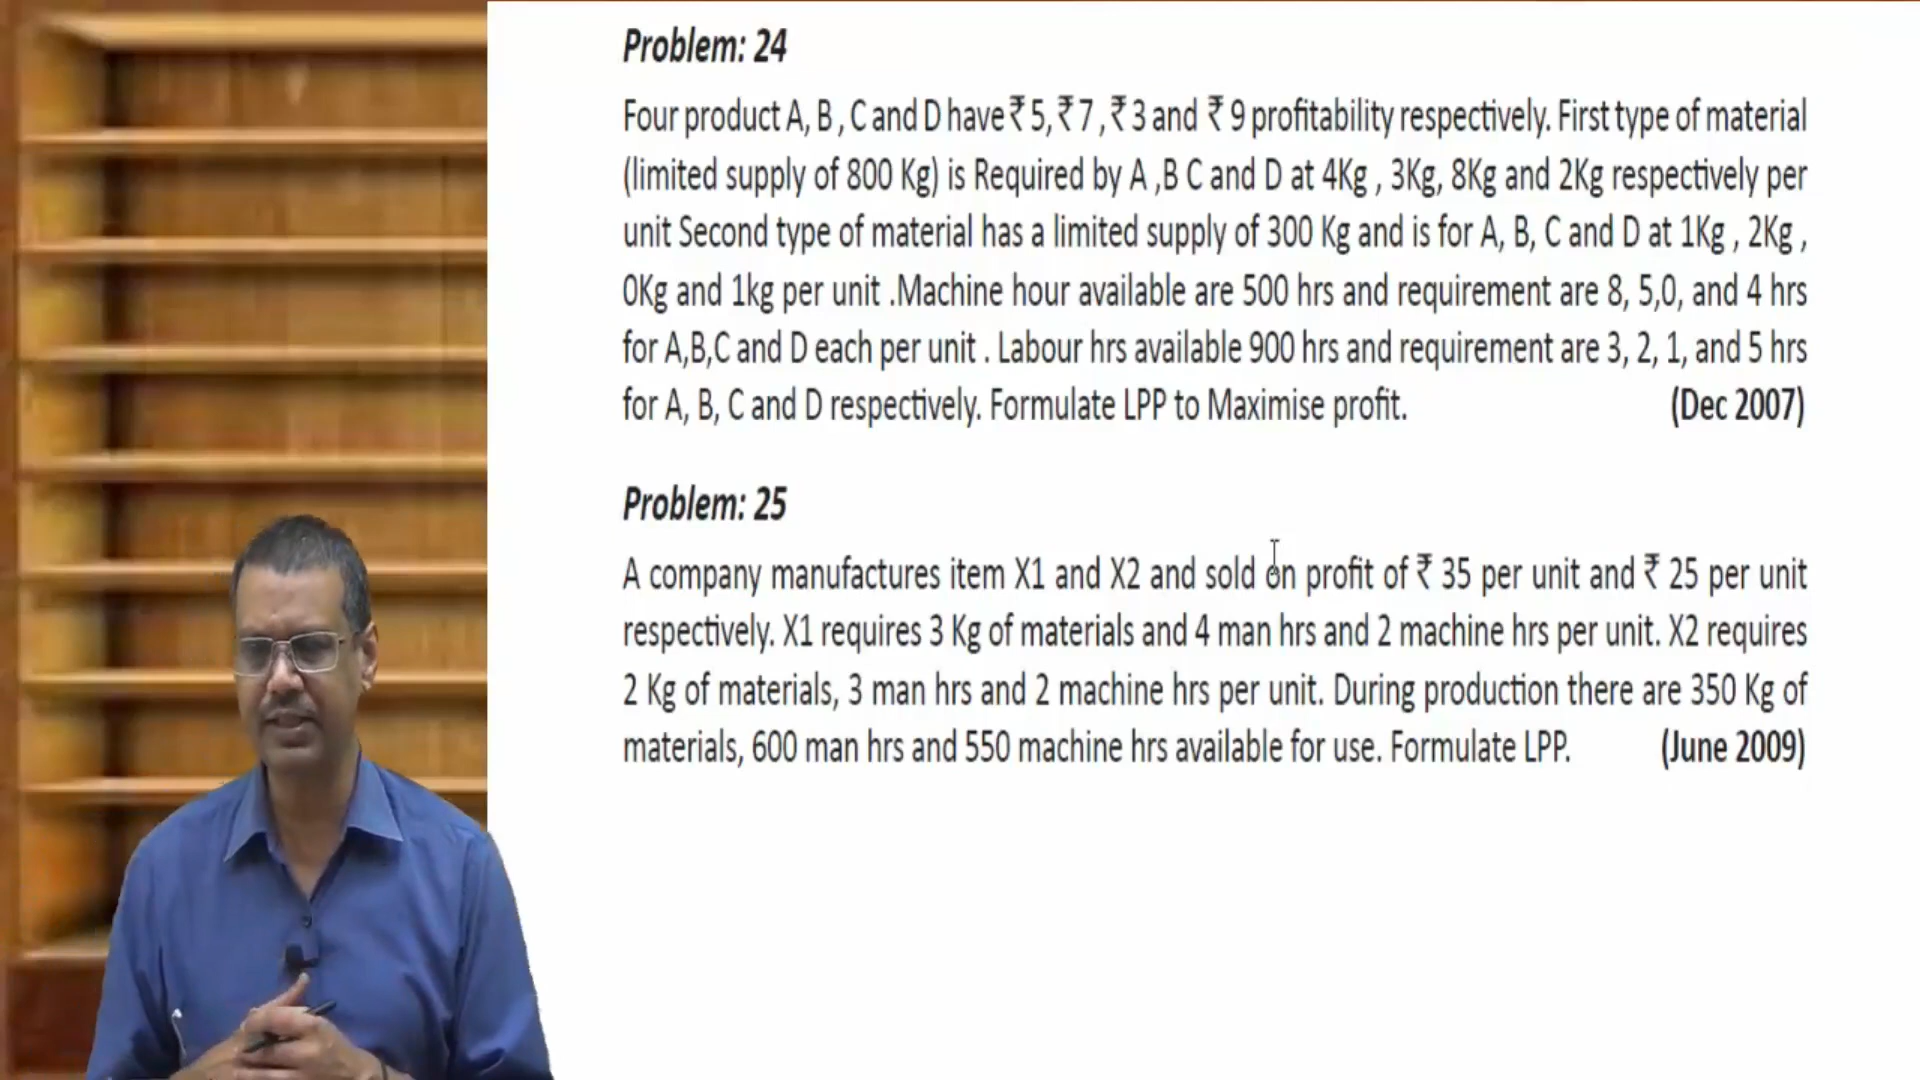 Problem: 24
Four product A, B , C and D have ₹ 5, ₹ 7 , ₹ 3 and ₹ 9 profitability respectively. First type of material
(limited supply of 800 Kg) is Required by A ,B C and D at 4Kg , 3Kg, 8Kg and 2Kg respectively per
unit Second type of material has a limited supply of 300 Kg and is for A, B, C and D at 1Kg , 2Kg ,
0Kg and 1kg per unit .Machine hour available are 500 hrs and requirement are 8, 5,0, and 4 hrs
for A,B,C and D each per unit . Labour hrs available 900 hrs and requirement are 3, 2, 1, and 5 hrs
for A, B, C and D respectively. Formulate LPP to Maximise profit. (Dec 2007)
Problem: 25
A company manufactures item X1 and X2 and sold on profit of ₹ 35 per unit and ₹ 25 per unit
respectively. X1 requires 3 Kg of materials and 4 man hrs and 2 machine hrs per unit. X2 requires
2 Kg of materials, 3 man hrs and 2 machine hrs per unit. During production there are 350 Kg of
materials, 600 man hrs and 550 machine hrs available for use. Formulate LPP. (June 2009)